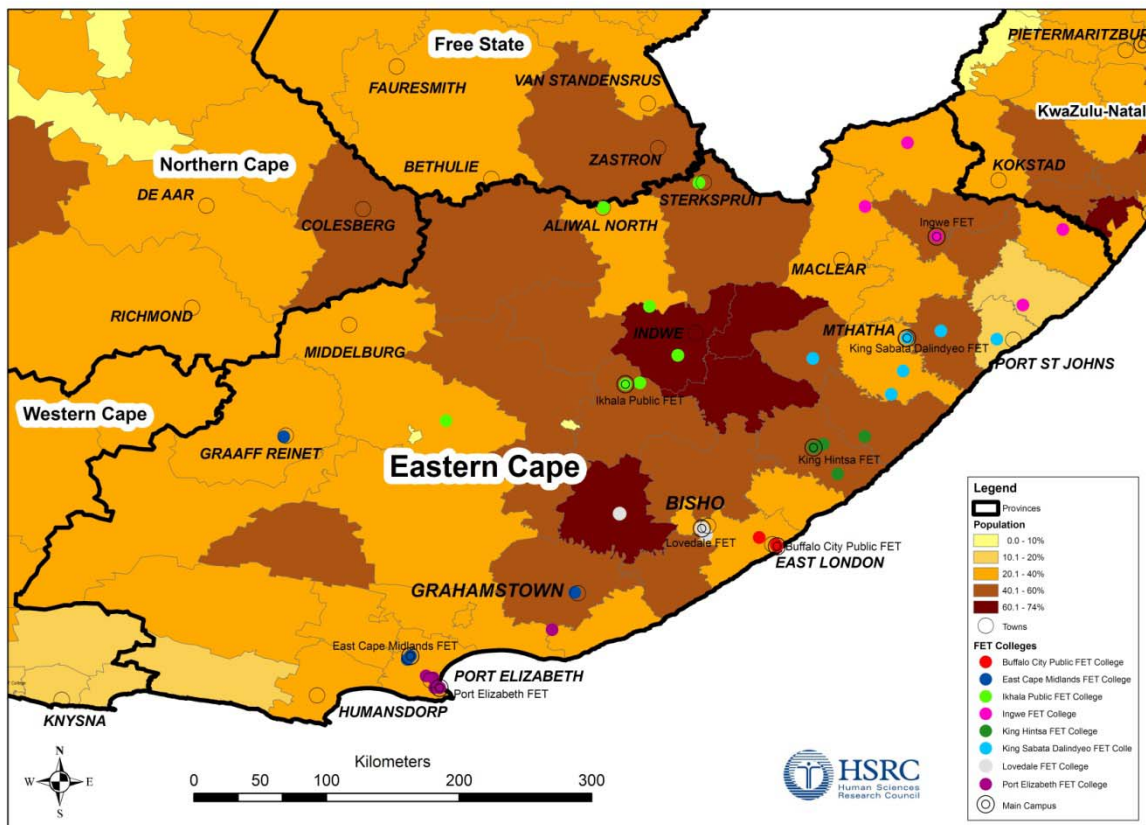 Free State
PIETERMARITZBUR
FAURESMITH
VAN STANDENSRUS
KwaZulu-Natal
Northern Cape
BETHULIE
ZASTRON
KOKSTAD
DE AAR
COLESBERG
STERKSPRUIT
ALIWAL NORTH
Ingwe FET
MACLEAR
RICHMOND
MIDDELBURG
INDWE
MTHATHA
King Sabata Dalindyeo FET
PORT ST JOHNS
Western Cape
Ikhala Public FET
GRAAFF REINET
Eastern Cape
King Hintsa FET
BISHO
Lovedale FET
Buffalo City Public FET
EAST LONDON
GRAHAMSTOWN
East Cape Midlands FET
PORT ELIZABETH
Port Elizabeth FET
HUMANSDORP
KNYSNA
Legend
Provinces
Population
0.0 - 10%
10.1 - 20%
20.1 - 40%
40.1 - 60%
60.1 - 74%
Towns
FET Colleges
Buffalo City Public FET College
East Cape Midlands FET College
Ikhala Public FET College
Ingwe FET College
King Hintsa FET College
King Sabata Dalindyeo FET Colle
Lovedale FET College
Port Elizabeth FET College
Main Campus
N
W E
S
Kilometers
0 50 100 200 300
HSRC
Human Sciences
Research Council